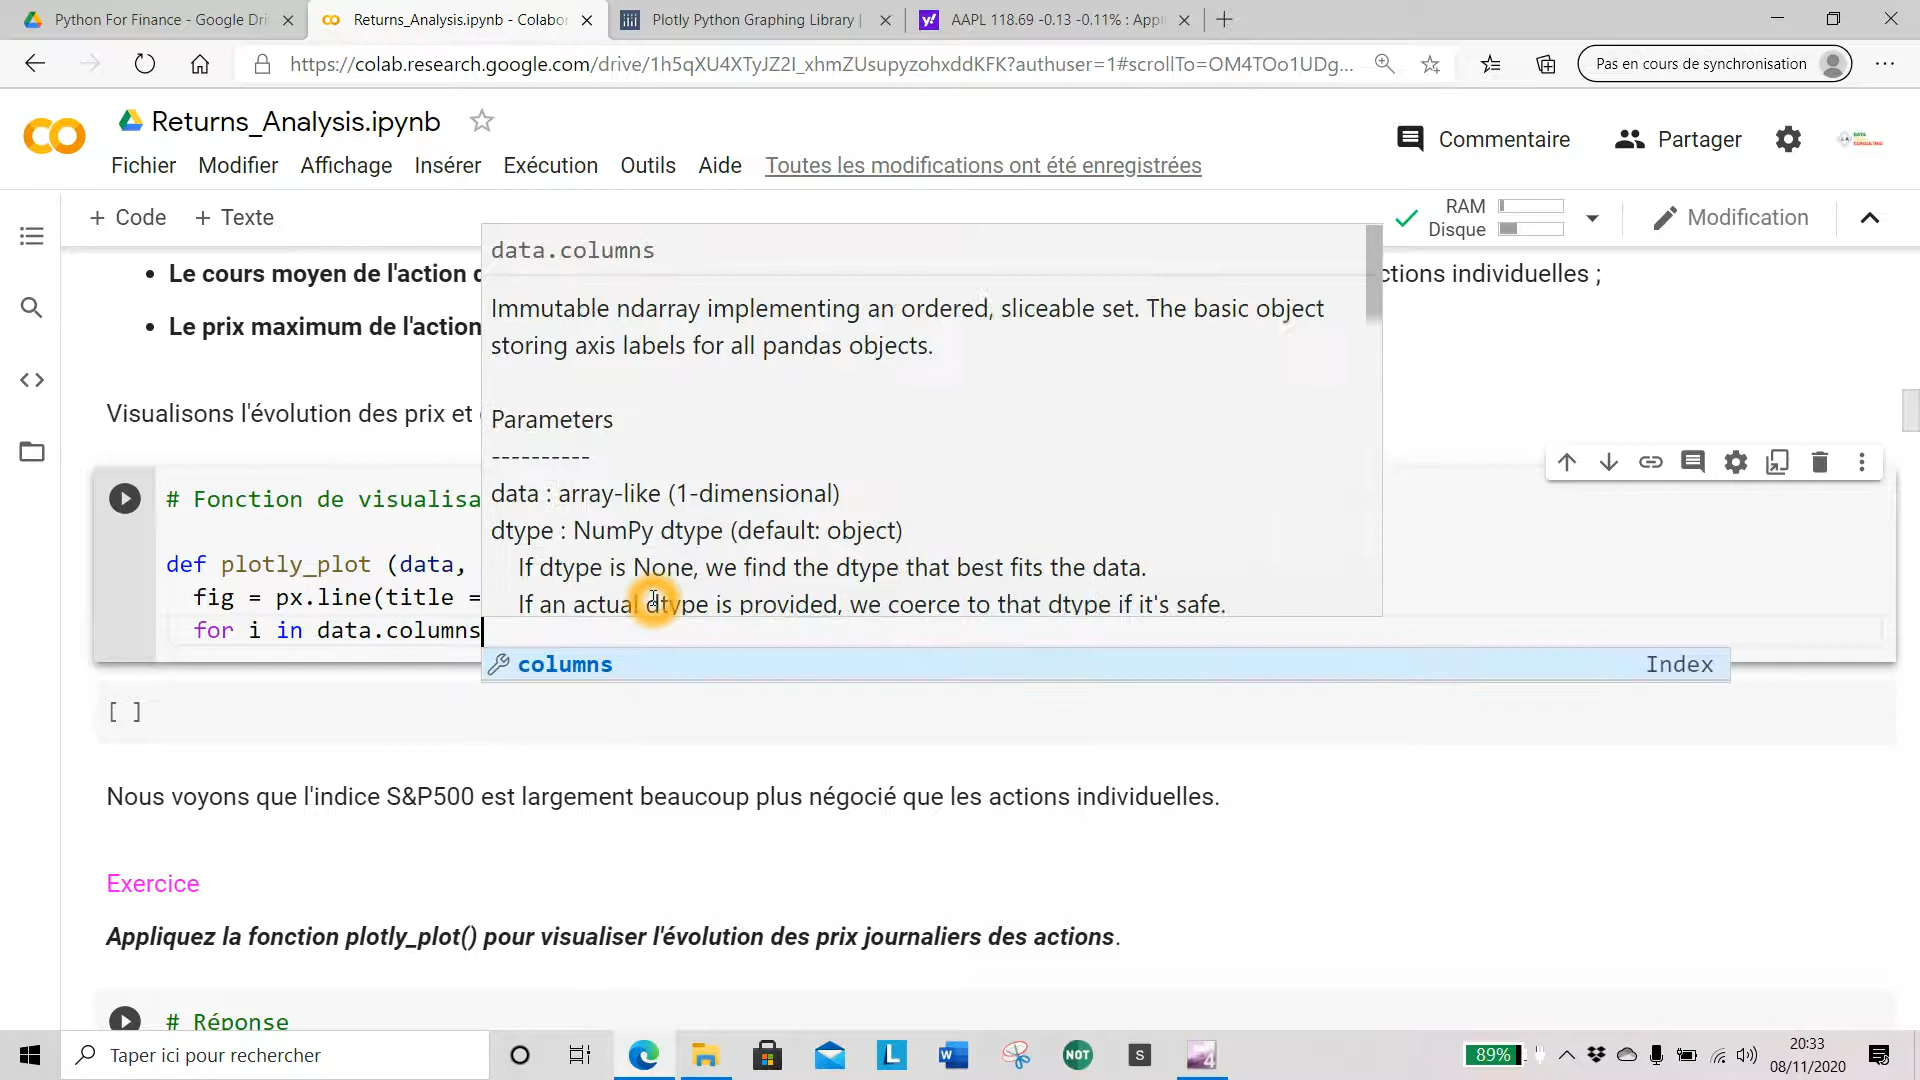 Python For Finance - Google Dri
Returns_Analysis.ipynb - Colabo
Plotly Python Graphing Library |
AAPL 118.69 -0.13 -0.11% : Appl
https://colab.research.google.com/drive/1h5qXU4XTyJZ2I_xhmZUsupyzohxddKFK?authuser=1#scrollTo=OM4TOo1UDg...
Pas en cours de synchronisation
Returns_Analysis.ipynb
Commentaire
Partager
Fichier Modifier Affichage Insérer Exécution Outils Aide Toutes les modifications ont été enregistrées
+ Code + Texte
RAM
Disque
Modification
data.columns
• Le cours moyen de l'action
ctions individuelles ;
Immutable ndarray implementing an ordered, sliceable set. The basic object
• Le prix maximum de l'action
storing axis labels for all pandas objects.
Visualisons l'évolution des prix et
Parameters
----------
data : array-like (1-dimensional)
# Fonction de visualisa
dtype : NumPy dtype (default: object)
def plotly_plot (data,
If dtype is None, we find the dtype that best fits the data.
fig = px.line(title =
If an actual dtype is provided, we coerce to that dtype if it's safe.
for i in data.columns
columns Index
[ ]
Nous voyons que l'indice S&P500 est largement beaucoup plus négocié que les actions individuelles.
Exercice
Appliquez la fonction plotly_plot() pour visualiser l'évolution des prix journaliers des actions.
# Réponse
Taper ici pour rechercher
L
W
NOT
S
4
89%
20:33
08/11/2020